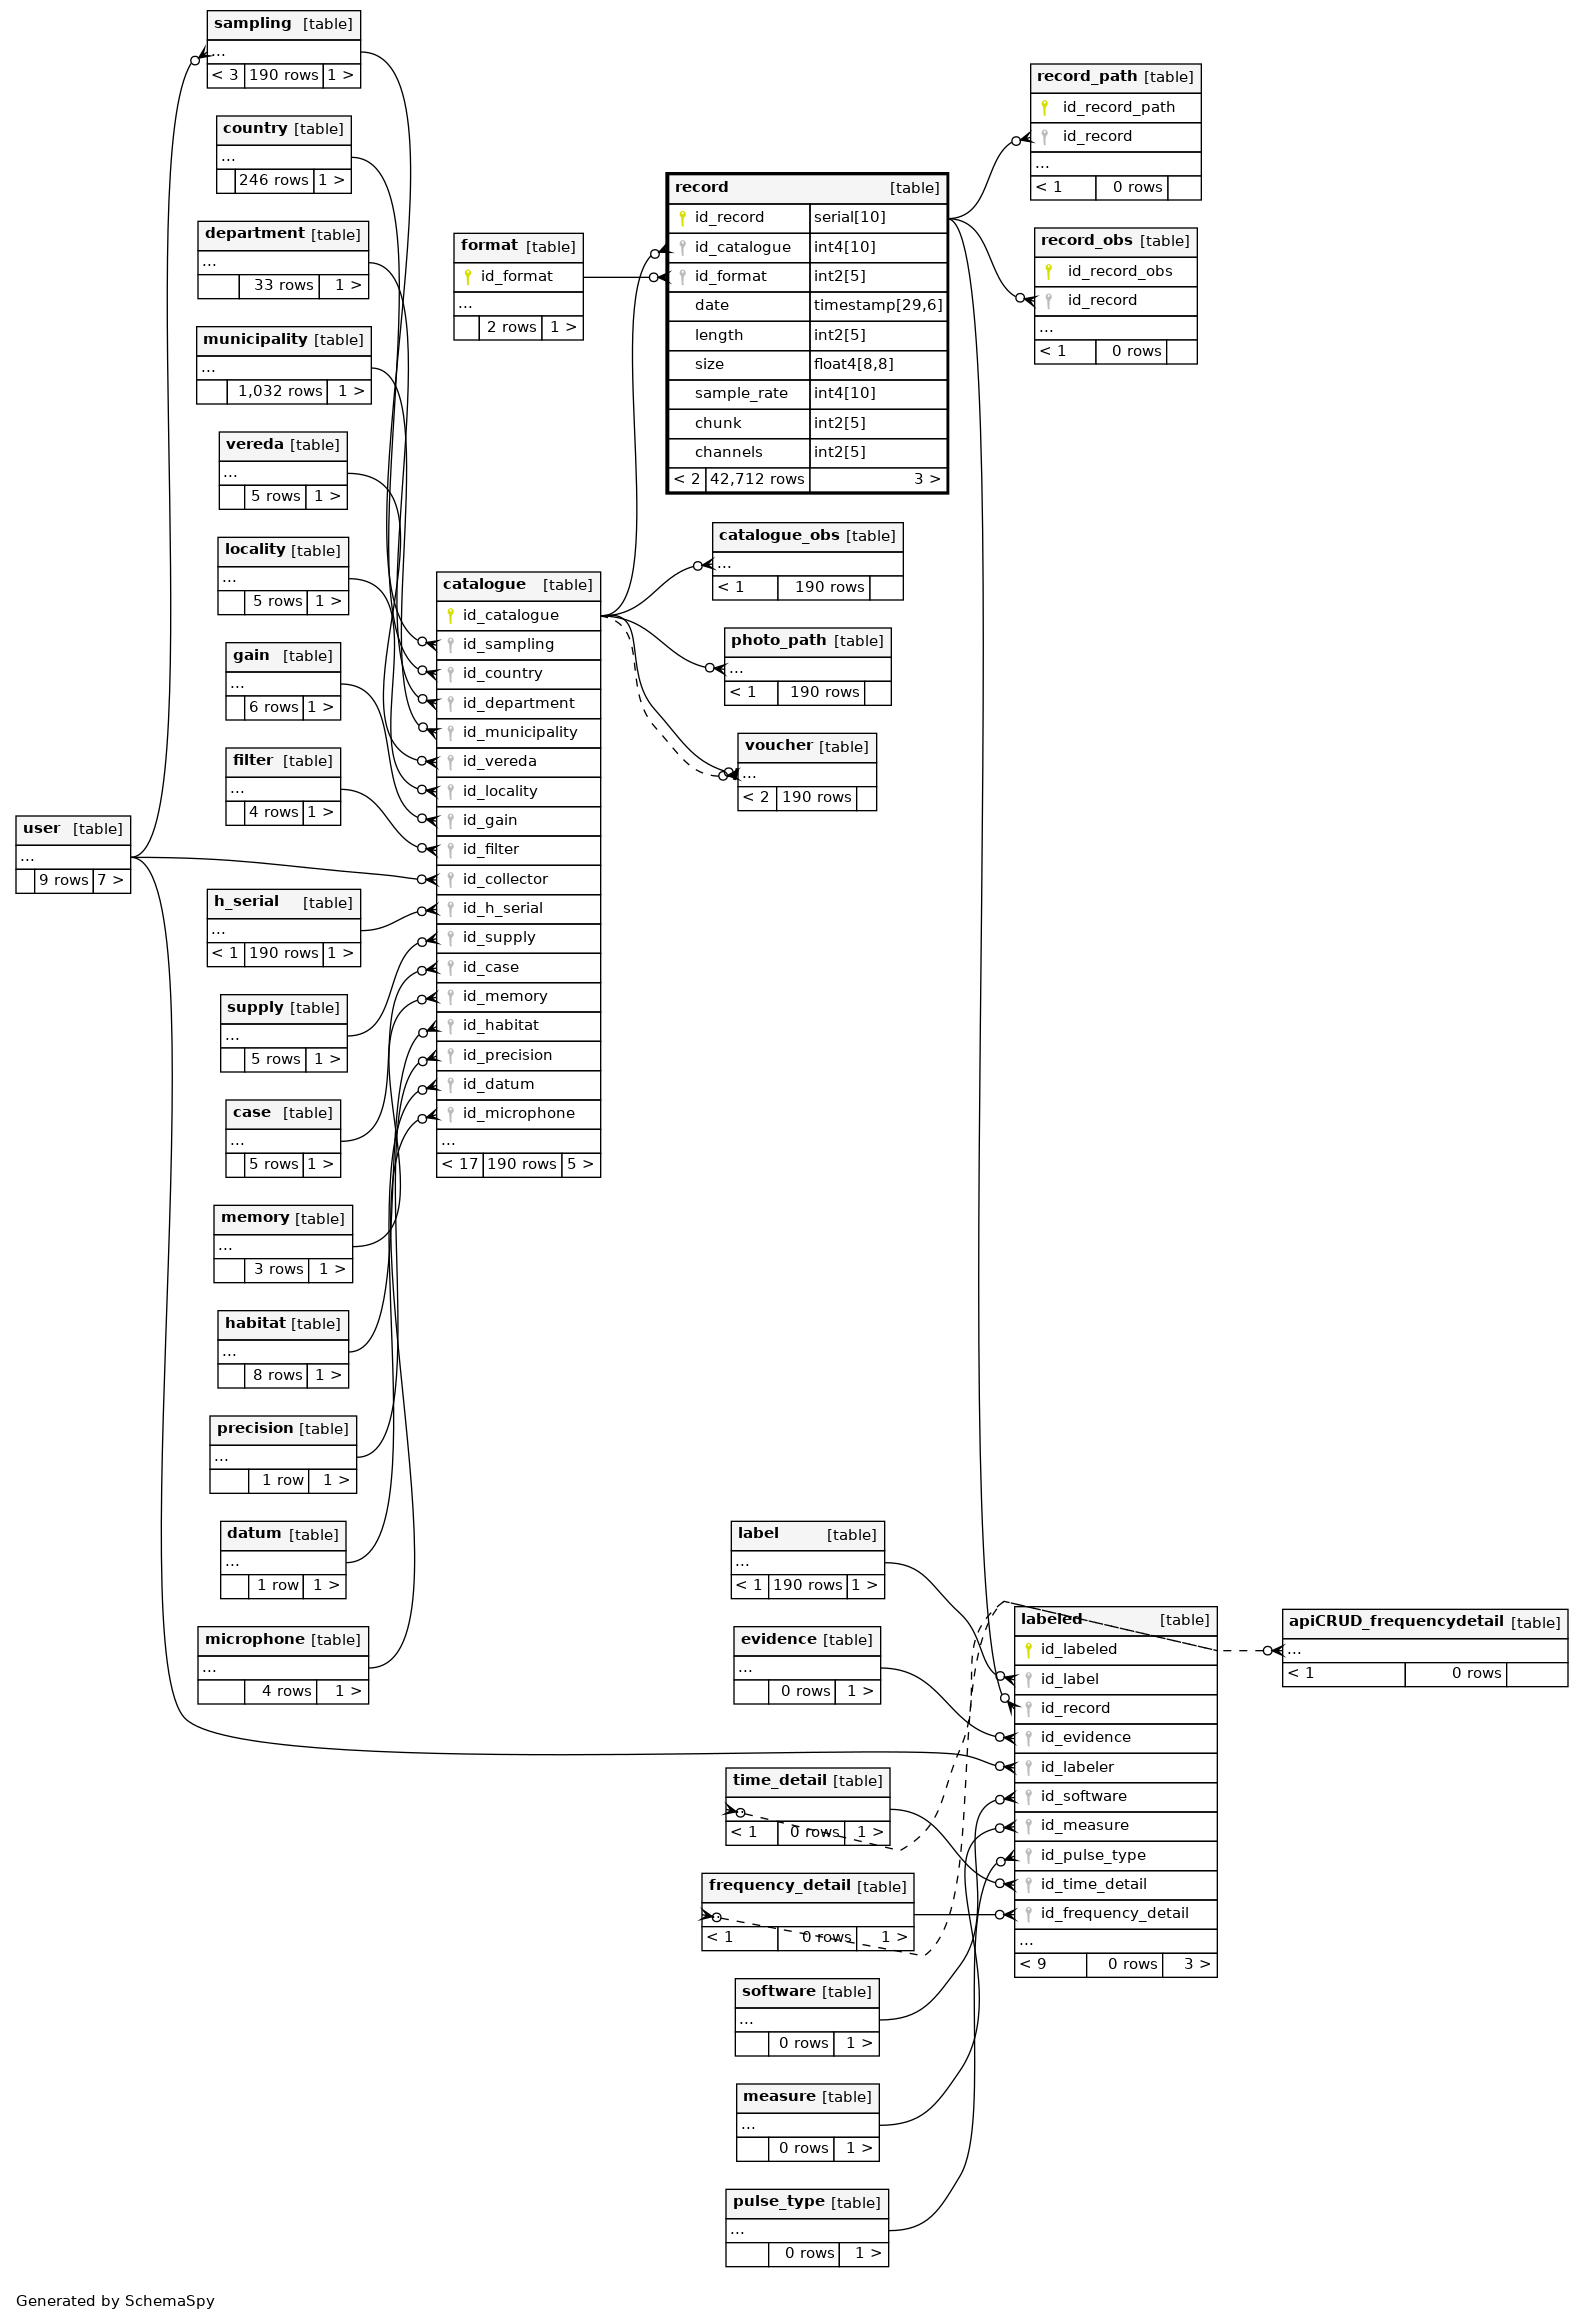 sampling [table]
...
< 3 190 rows 1 >
country [table]
...
246 rows 1 >
department [table]
...
33 rows 1 >
municipality [table]
...
1,032 rows 1 >
vereda [table]
...
5 rows 1 >
locality [table]
...
5 rows 1 >
gain [table]
...
6 rows 1 >
filter [table]
...
4 rows 1 >
user [table]
...
9 rows 7 >
h_serial [table]
...
< 1 190 rows 1 >
supply [table]
...
5 rows 1 >
case [table]
...
5 rows 1 >
memory [table]
...
3 rows 1 >
habitat [table]
...
8 rows 1 >
precision [table]
...
1 row 1 >
datum [table]
...
1 row 1 >
microphone [table]
...
4 rows 1 >
format [table]
id_format
...
2 rows 1 >
catalogue [table]
id_catalogue
id_sampling
id_country
id_department
id_municipality
id_vereda
id_locality
id_gain
id_filter
id_collector
id_h_serial
id_supply
id_case
id_memory
id_habitat
id_precision
id_datum
id_microphone
...
< 17 190 rows 5 >
record [table]
id_record serial[10]
id_catalogue int4[10]
id_format int2[5]
date timestamp[29,6]
length int2[5]
size float4[8,8]
sample_rate int4[10]
chunk int2[5]
channels int2[5]
< 2 42,712 rows 3 >
catalogue_obs [table]
...
< 1 190 rows
photo_path [table]
...
< 1 190 rows
voucher [table]
...
< 2 190 rows
record_path [table]
id_record_path
id_record
...
< 1 0 rows
record_obs [table]
id_record_obs
id_record
...
< 1 0 rows
label [table]
...
< 1 190 rows 1 >
evidence [table]
...
0 rows 1 >
time_detail [table]
...
< 1 0 rows 1 >
frequency_detail [table]
...
< 1 0 rows 1 >
software [table]
...
0 rows 1 >
measure [table]
...
0 rows 1 >
pulse_type [table]
...
0 rows 1 >
labeled [table]
id_labeled
id_label
id_record
id_evidence
id_labeler
id_software
id_measure
id_pulse_type
id_time_detail
id_frequency_detail
...
< 9 0 rows 3 >
apiCRUD_frequencydetail [table]
...
< 1 0 rows
Generated by SchemaSpy